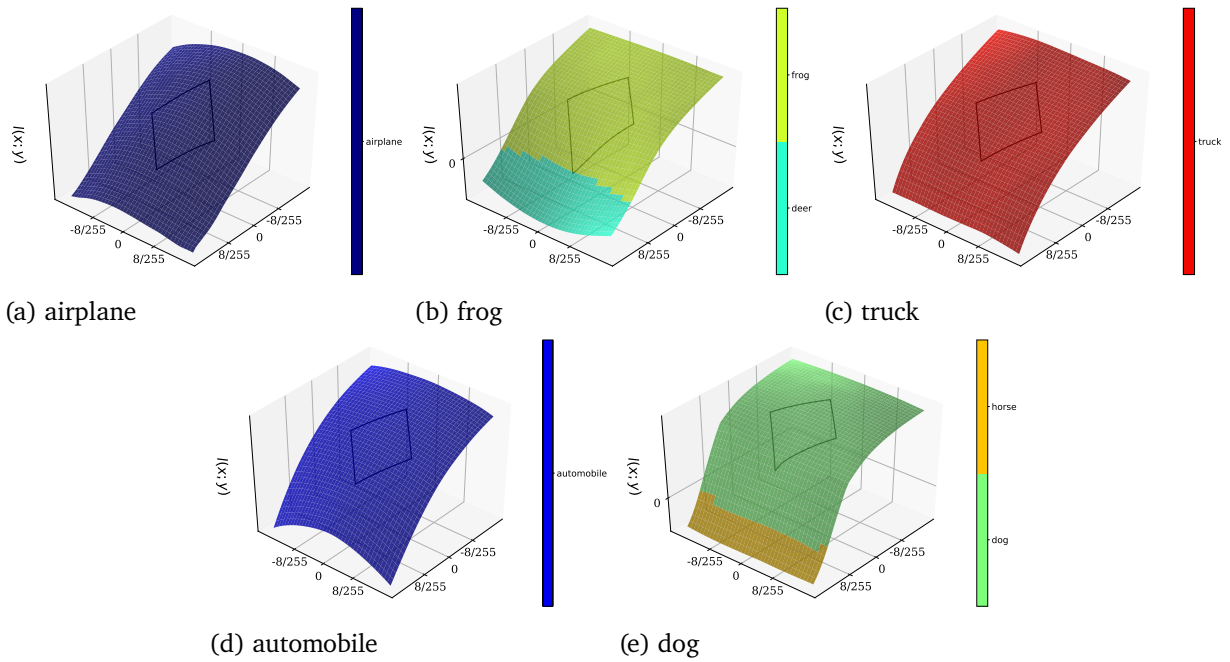 l(x; y)
-8/255
0
8/255
8/255
0
-8/255
airplane
(a) airplane
l(x; y)
0
-8/255
0
8/255
8/255
0
-8/255
frog
deer
(b) frog
l(x; y)
-8/255
0
8/255
8/255
0
-8/255
truck
(c) truck
l(x; y)
-8/255
0
8/255
8/255
0
-8/255
automobile
(d) automobile
l(x; y)
0
-8/255
0
8/255
8/255
0
-8/255
horse
dog
(e) dog